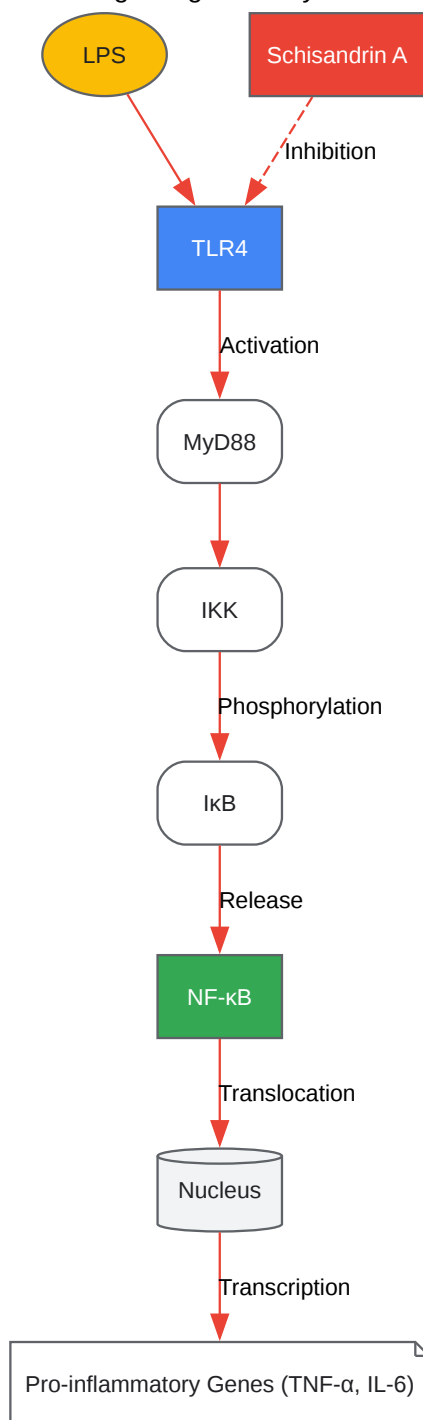 LPS
Schisandrin A
Inhibition
TLR4
Activation
MyD88
IKK
Phosphorylation
IκB
Release
NF-κB
Translocation
Nucleus
Transcription
Pro-inflammatory Genes (TNF-α, IL-6)